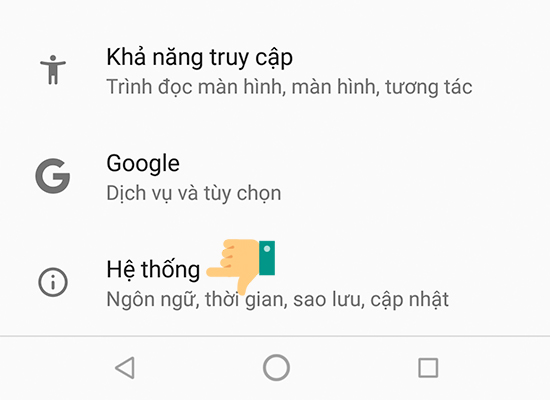 Khả năng truy cập
Trình đọc màn hình, màn hình, tương tác
Google
Dịch vụ và tùy chọn
Hệ thống
Ngôn ngữ, thời gian, sao lưu, cập nhật